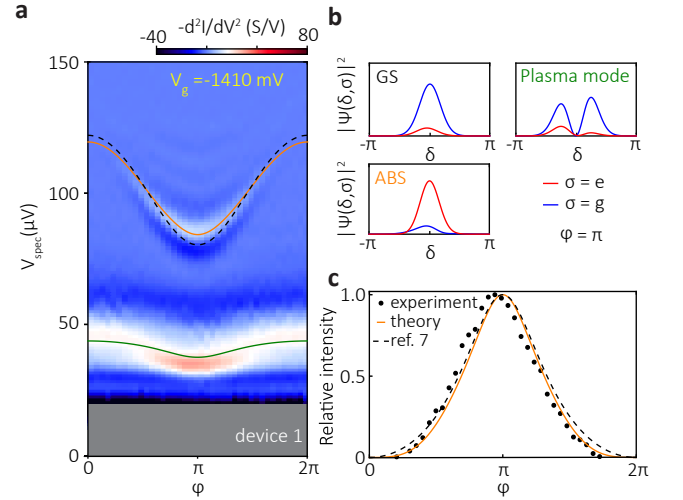 a
-d²I/dV² (S/V)
-40 80
V_g =-1410 mV
150
100
50
0
V_spec(μV)
device 1
0 π 2π
φ
b
GS
|Ψ(δ,σ)|²
-π π
δ
Plasma mode
|Ψ(δ,σ)|²
-π π
δ
ABS
|Ψ(δ,σ)|²
-π π
δ
σ = e
σ = g
φ = π
c
experiment
theory
ref. 7
1.0
0.5
0
Relative intensity
0 π 2π
φ